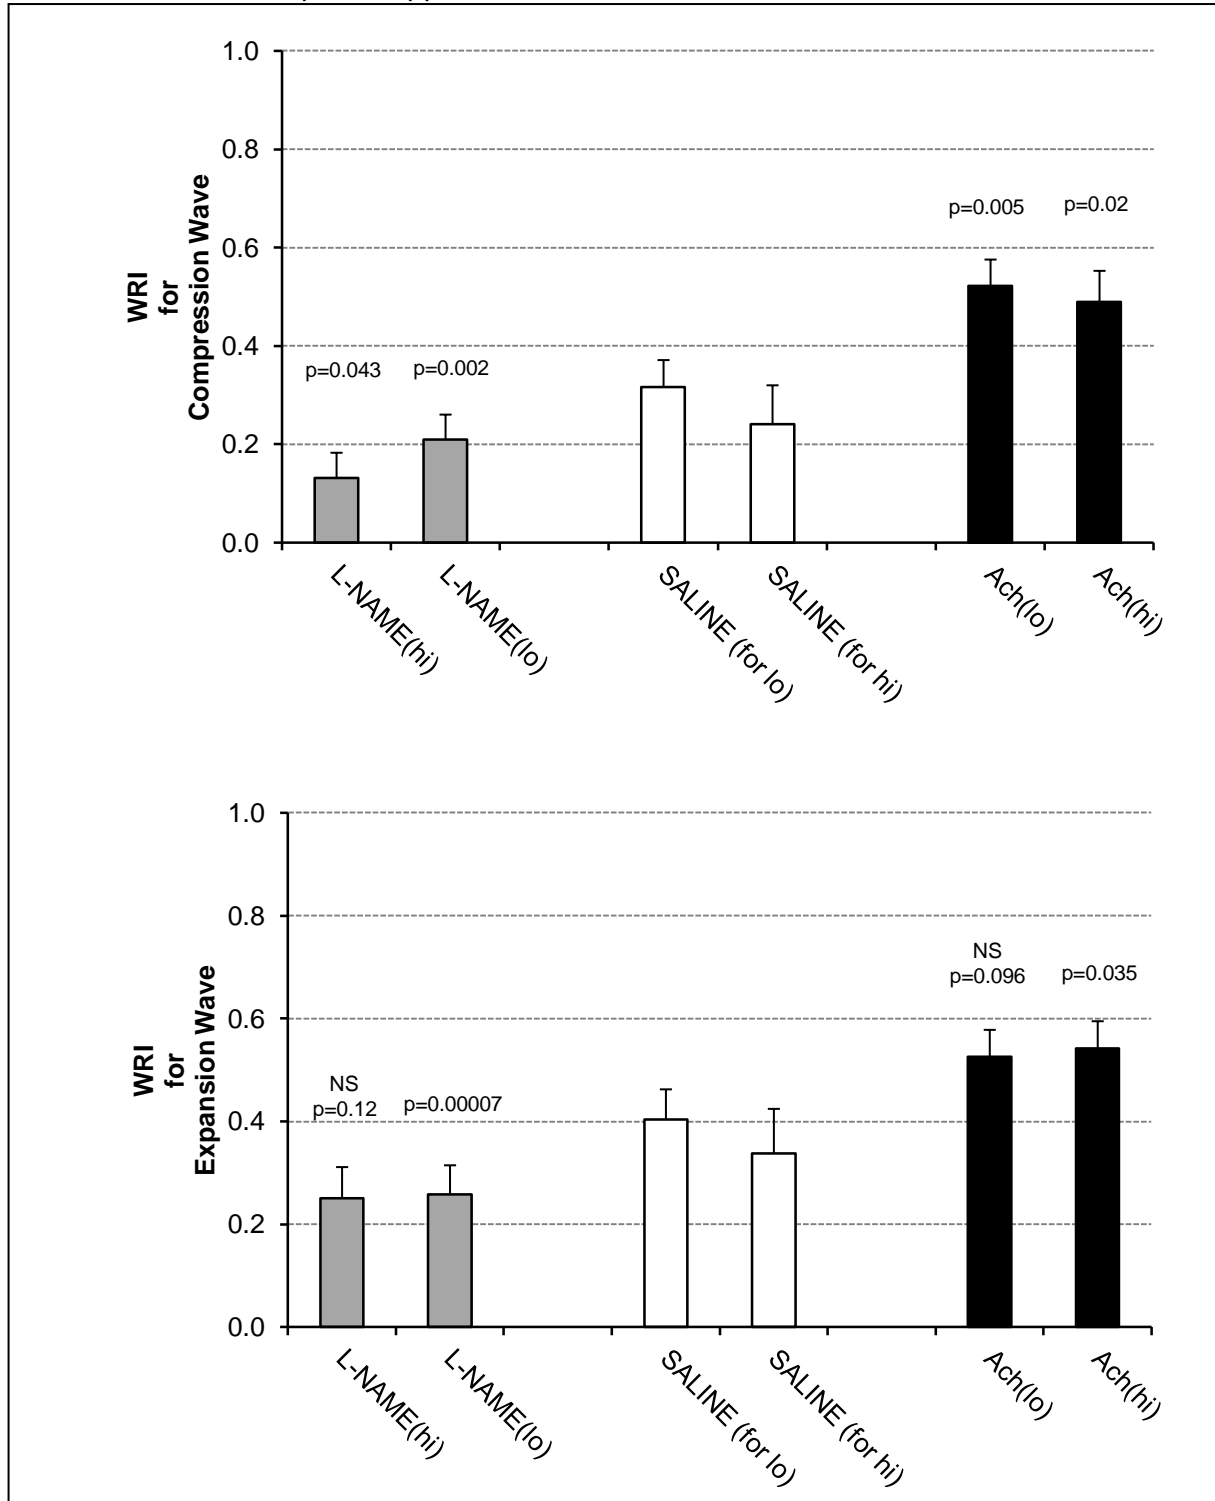 1.0
0.8
0.6
0.4
0.2
0.0
WRI
for
Compression Wave
p=0.043
p=0.002
p=0.005
p=0.02
L-NAME(hi)
L-NAME(lo)
SALINE (for lo)
SALINE (for hi)
Ach(lo)
Ach(hi)
1.0
0.8
0.6
0.4
0.2
0.0
WRI
for
Expansion Wave
NS
p=0.12
p=0.00007
NS
p=0.096
p=0.035
L-NAME(hi)
L-NAME(lo)
SALINE (for lo)
SALINE (for hi)
Ach(lo)
Ach(hi)